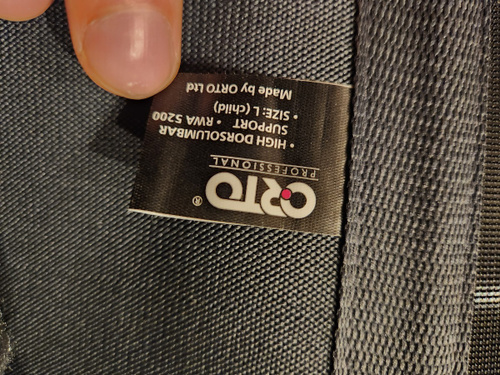 ORTO®
PROFESSIONAL
• HIGH DORSOLUMBAR
SUPPORT • RWA 5200
• SIZE: L (child)
Made by ORTO Ltd